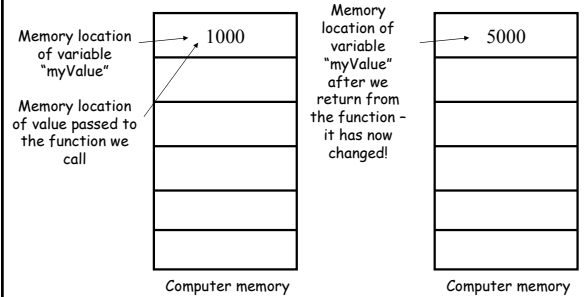 Memory location
of variable
“myValue”
Memory location
of value passed to
the function we
call
1000
Computer memory
Memory
location of
variable
“myValue”
after we
return from
the function –
it has now
changed!
5000
Computer memory